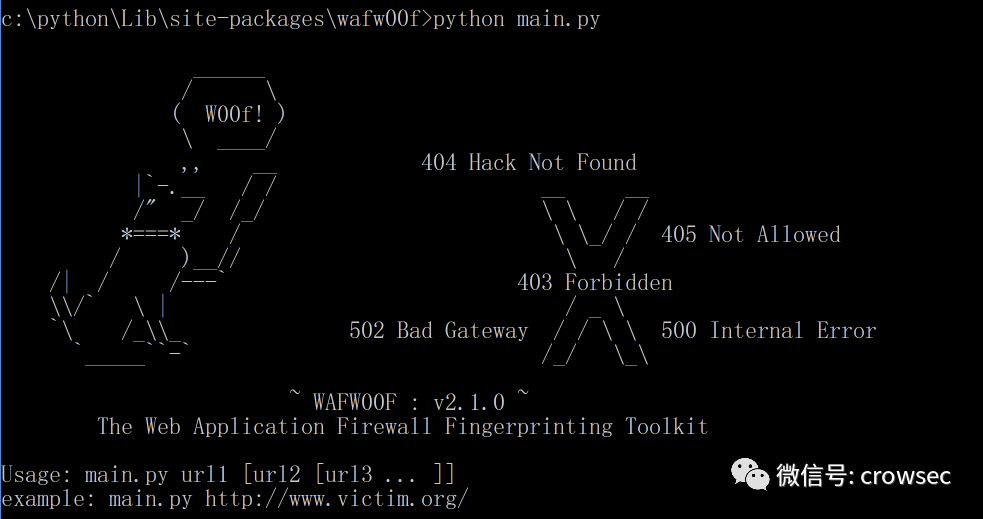 c:\python\Lib\site-packages\wafw00f>python main.py
W00f!
404 Hack Not Found
405 Not Allowed
403 Forbidden
502 Bad Gateway
500 Internal Error
~ WAFW00F : v2.1.0 ~
The Web Application Firewall Fingerprinting Toolkit
Usage: main.py url1 [url2 [url3 ... ]]
example: main.py http://www.victim.org/
微信号: crowsec